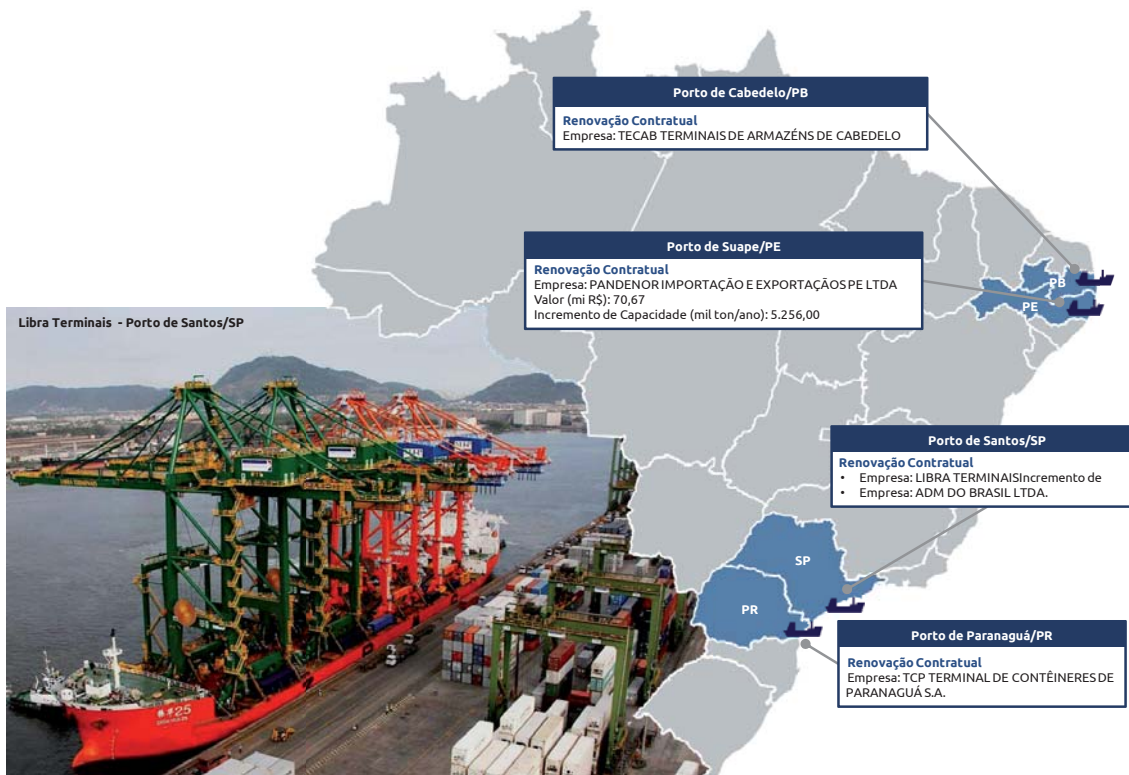 Porto de Cabedelo/PB
Renovação Contratual
Empresa: TECAB TERMINAIS DE ARMAZÉNS DE CABEDELO
Porto de Suape/PE
Renovação Contratual
Empresa: PANDENOR IMPORTAÇÃO E EXPORTAÇÃOS PE LTDA
Valor (mi R$): 70,67
Incremento de Capacidade (mil ton/ano): 5.256,00
PB
PE
Libra Terminais - Porto de Santos/SP
Porto de Santos/SP
Renovação Contratual
• Empresa: LIBRA TERMINAISIncremento de
• Empresa: ADM DO BRASIL LTDA.
SP
PR
Porto de Paranaguá/PR
Renovação Contratual
Empresa: TCP TERMINAL DE CONTÊINERES DE
PARANAGUÁ S.A.
LIBRA TERMINAIS
25